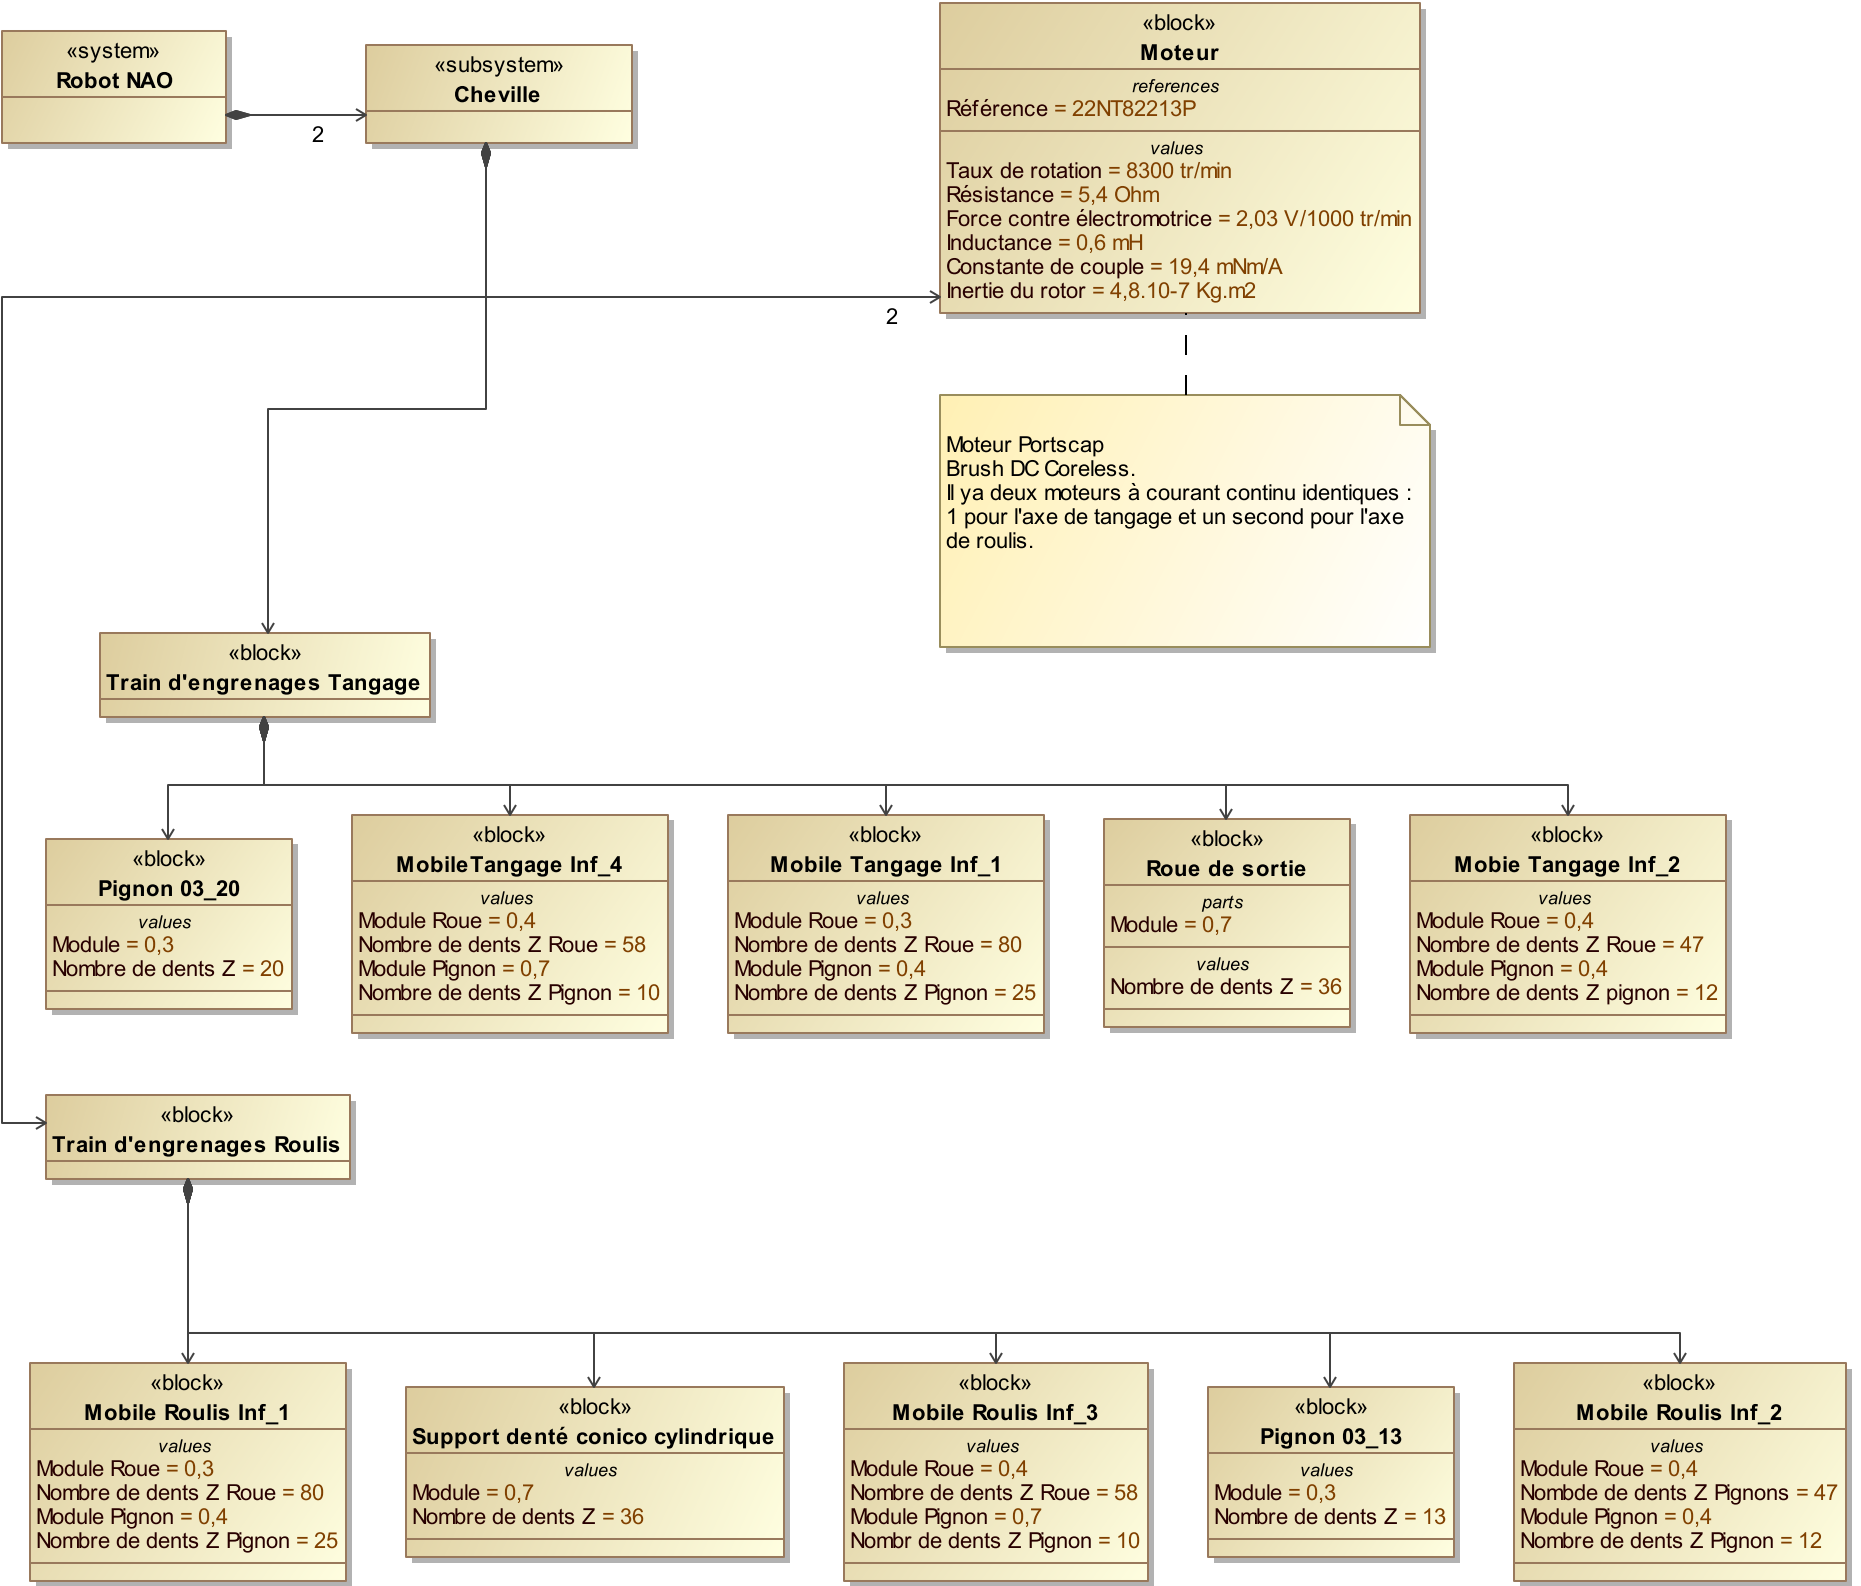 «system»
Robot NAO
2
«subsystem»
Cheville
«block»
Moteur
references
Référence = 22NT82213P
values
Taux de rotation = 8300 tr/min
Résistance = 5,4 Ohm
Force contre électromotrice = 2,03 V/1000 tr/min
Inductance = 0,6 mH
Constante de couple = 19,4 mNm/A
Inertie du rotor = 4,8.10-7 Kg.m2
2
Moteur Portscap
Brush DC Coreless.
Il ya deux moteurs à courant continu identiques :
1 pour l'axe de tangage et un second pour l'axe
de roulis.
«block»
Train d'engrenages Tangage
«block»
Pignon 03_20
values
Module = 0,3
Nombre de dents Z = 20
«block»
MobileTangage Inf_4
values
Module Roue = 0,4
Nombre de dents Z Roue = 58
Module Pignon = 0,7
Nombre de dents Z Pignon = 10
«block»
Mobile Tangage Inf_1
values
Module Roue = 0,3
Nombre de dents Z Roue = 80
Module Pignon = 0,4
Nombre de dents Z Pignon = 25
«block»
Roue de sortie
parts
Module = 0,7
values
Nombre de dents Z = 36
«block»
Mobie Tangage Inf_2
values
Module Roue = 0,4
Nombre de dents Z Roue = 47
Module Pignon = 0,4
Nombre de dents Z pignon = 12
«block»
Train d'engrenages Roulis
«block»
Mobile Roulis Inf_1
values
Module Roue = 0,3
Nombre de dents Z Roue = 80
Module Pignon = 0,4
Nombre de dents Z Pignon = 25
«block»
Support denté conico cylindrique
values
Module = 0,7
Nombre de dents Z = 36
«block»
Mobile Roulis Inf_3
values
Module Roue = 0,4
Nombre de dents Z Roue = 58
Module Pignon = 0,7
Nombr de dents Z Pignon = 10
«block»
Pignon 03_13
values
Module = 0,3
Nombre de dents Z = 13
«block»
Mobile Roulis Inf_2
values
Module Roue = 0,4
Nombde de dents Z Pignons = 47
Module Pignon = 0,4
Nombre de dents Z Pignon = 12